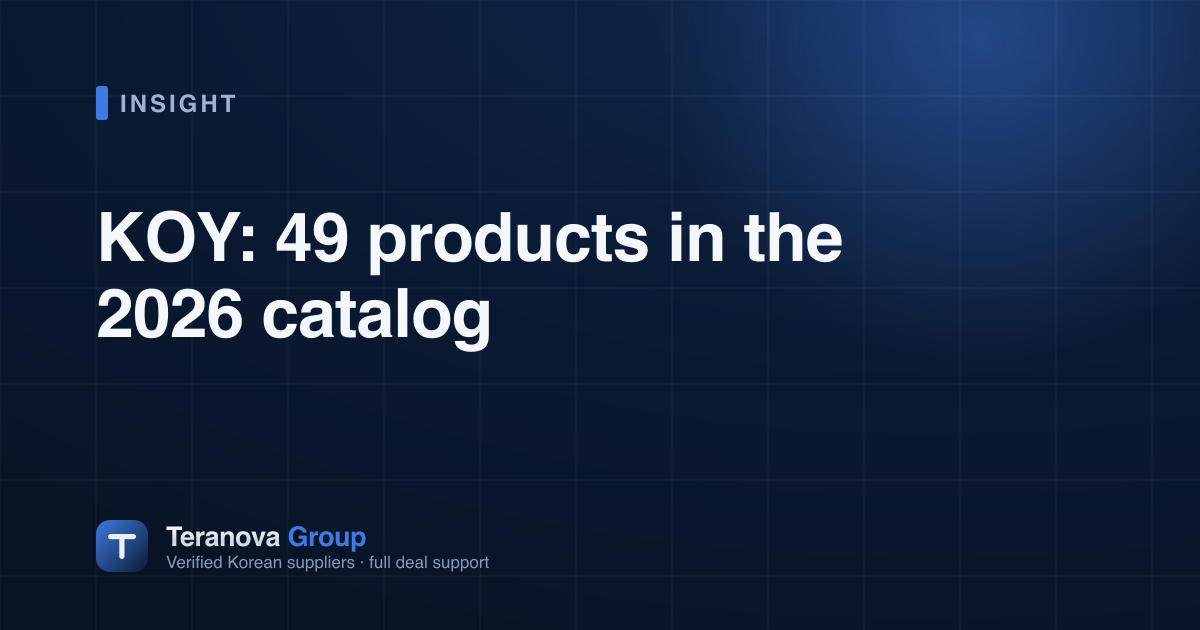 INSIGHT
KOY: 49 products in the
2026 catalog
T
Teranova Group
Verified Korean suppliers · full deal support